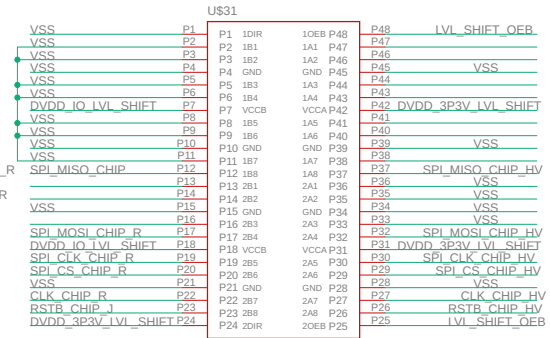 U$31
VSS P1 P1 1DIR 1OEB P48 P48 LVL_SHIFT_OEB
VSS P2 P2 1B1 1A1 P47 P47
VSS P3 P3 1B2 1A2 P46 P46
VSS P4 P4 GND GND P45 P45 VSS
VSS P5 P5 1B3 1A3 P44 P44
VSS P6 P6 1B4 1A4 P43 P43
DVDD_IO_LVL_SHIFT P7 P7 VCCB VCCA P42 P42 DVDD_3P3V_LVL_SHIFT
VSS P8 P8 1B5 1A5 P41 P41
VSS P9 P9 1B6 1A6 P40 P40
VSS P10 P10 GND GND P39 P39 VSS
VSS P11 P11 1B7 1A7 P38 P38
_R SPI_MISO_CHIP P12 P12 1B8 1A8 P37 P37 SPI_MISO_CHIP_HV
P13 P13 2B1 2A1 P36 P36 VSS
R P14 P14 2B2 2A2 P35 P35 VSS
VSS P15 P15 GND GND P34 P34 VSS
P16 P16 2B3 2A3 P33 P33 VSS
SPI_MOSI_CHIP_R P17 P17 2B4 2A4 P32 P32 SPI_MOSI_CHIP_HV
DVDD_IO_LVL_SHIFT P18 P18 VCCB VCCA P31 P31 DVDD_3P3V_LVL_SHIFT
SPI_CLK_CHIP_R P19 P19 2B5 2A5 P30 P30 SPI_CLK_CHIP_HV
SPI_CS_CHIP_R P20 P20 2B6 2A6 P29 P29 SPI_CS_CHIP_HV
VSS P21 P21 GND GND P28 P28 VSS
CLK_CHIP_R P22 P22 2B7 2A7 P27 P27 CLK_CHIP_HV
RSTB_CHIP_J P23 P23 2B8 2A8 P26 P26 RSTB_CHIP_HV
DVDD_3P3V_LVL_SHIFT P24 P24 2DIR 2OEB P25 P25 LVL_SHIFT_OEB